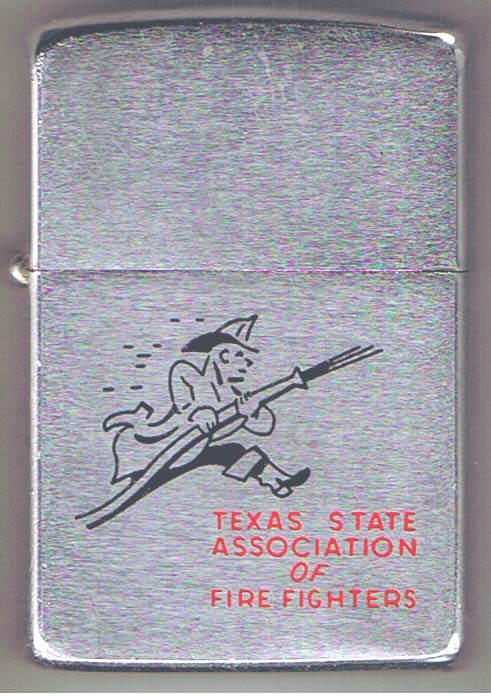 TEXAS STATE
ASSOCIATION
OF
FIRE FIGHTERS